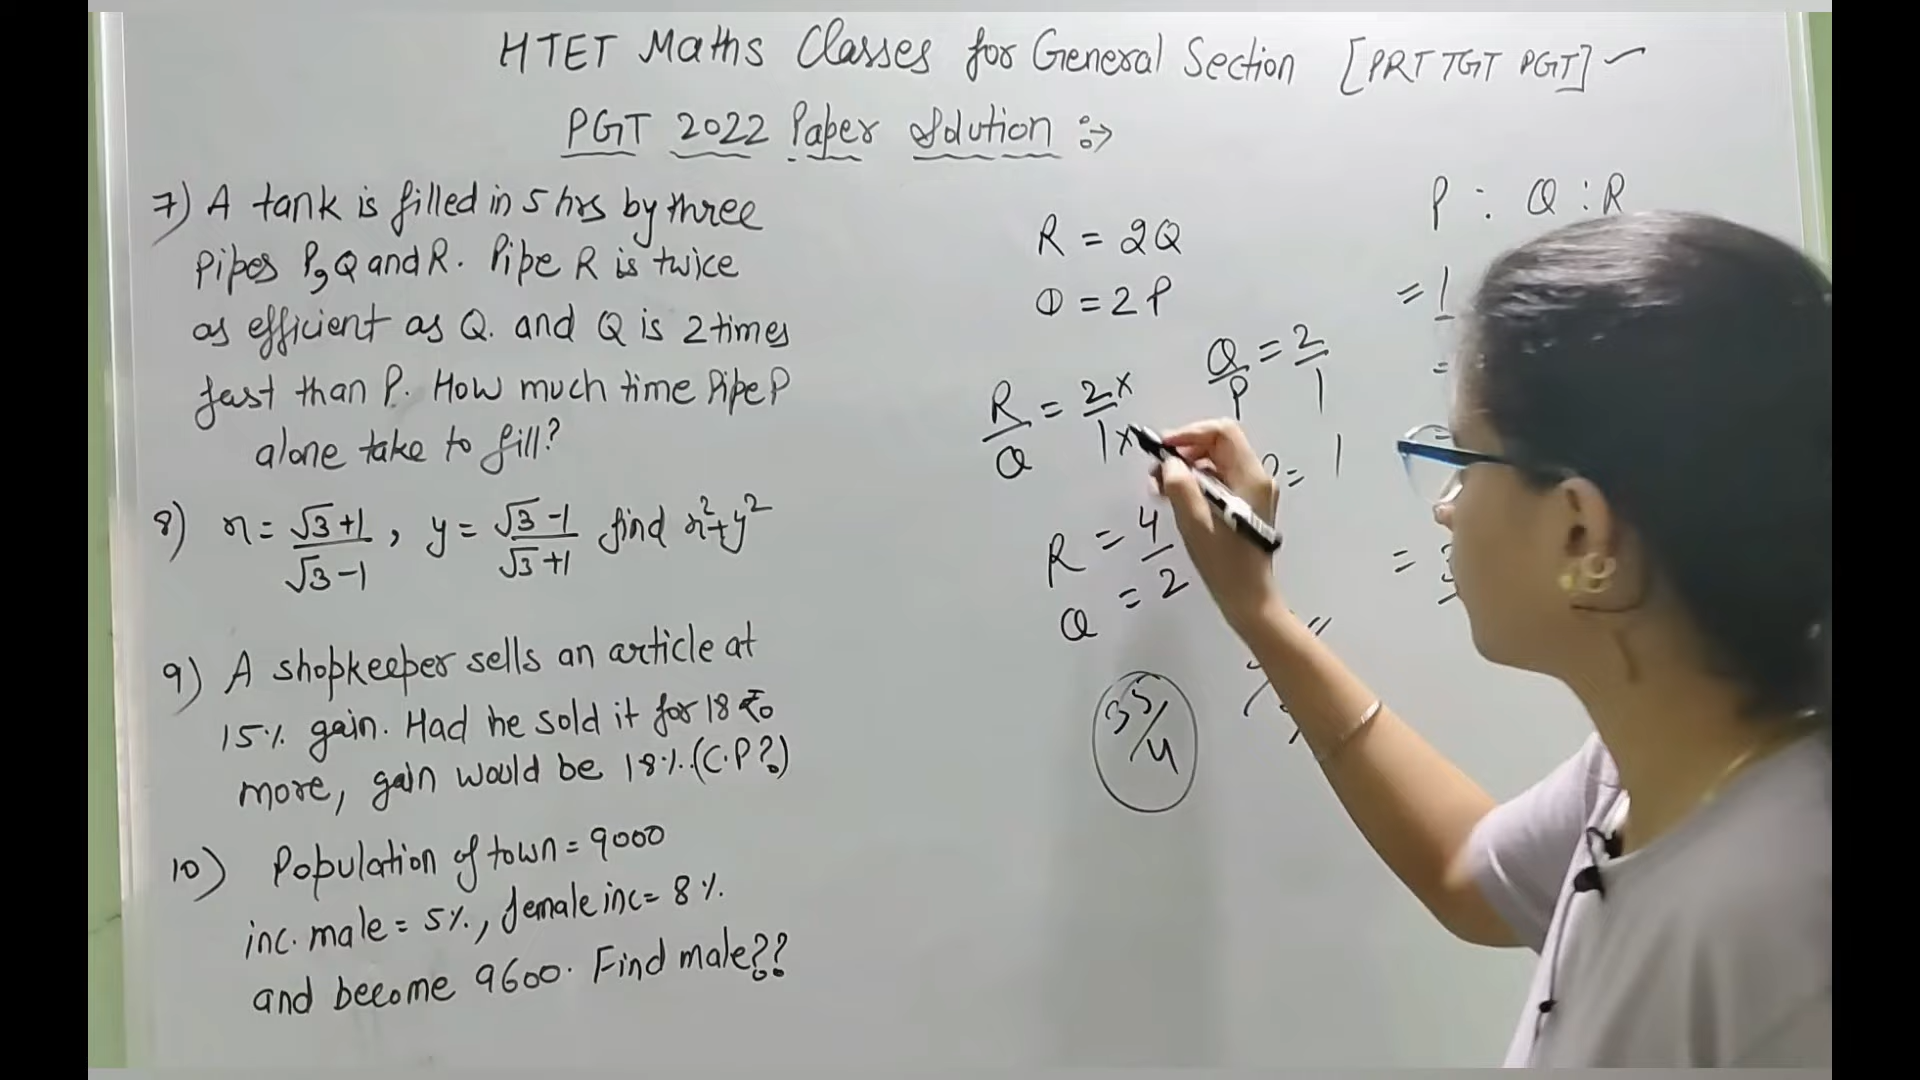 HTET Maths Classes for General Section [PRT TGT PGT]
PGT 2022 Paper Solution :->
7) A tank is filled in 5 hrs by three
Pipes P, Q and R. Pipe R is twice
as efficient as Q. and Q is 2 times
fast than P. How much time Pipe P
alone take to fill?
8) x = √3+1/√3-1 , y = √3-1/√3+1 find x²+y²
9) A shopkeeper sells an article at
15% gain. Had he sold it for 18 ₹
more, gain would be 18%. (C.P?)
10) Population of town = 9000
inc. male = 5%, female inc = 8%.
and become 9600. Find male??
R = 2Q
Q = 2P
R/Q = 2x/1x
Q/P = 2/1
= 1
R = 4
Q = 2
35/4
P : Q : R
= 1
=
=
= 3